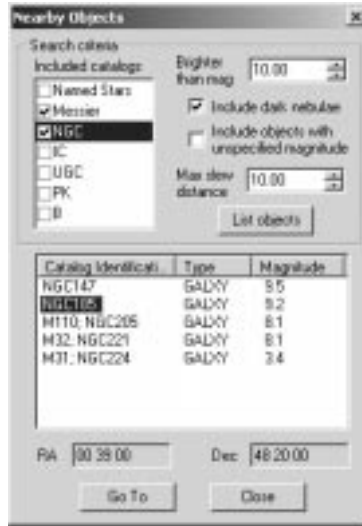 Nearby Objects
Search criteria
Included catalogs
Named Stars
Messier
NGC
IC
UGC
PK
B
Brighter
than mag 10.00
Include dark nebulae
Include objects with
unspecified magnitude
Max slew
distance 10.00
List objects
Catalog Identificati... Type Magnitude
NGC147 GALXY 9.5
NGC185 GALXY 9.2
M110; NGC205 GALXY 8.1
M32; NGC221 GALXY 8.1
M31; NGC224 GALXY 3.4
RA 00 39 00 Dec 48 20 00
Go To Close